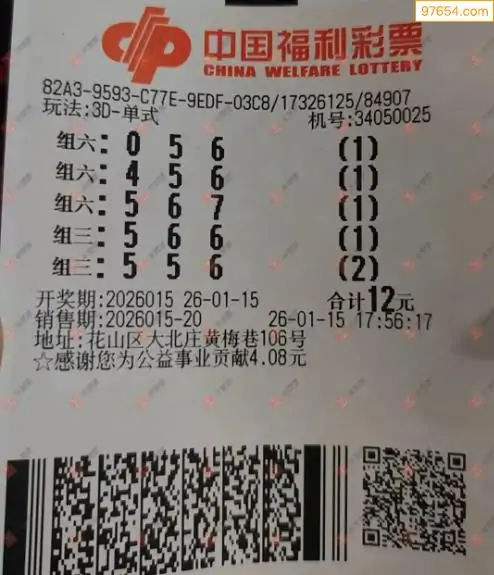 97654.com
中国福利彩票
CHINA WELFARE LOTTERY
82A3-9593-C77E-9EDF-03C8/17326125/84907
玩法:3D-单式 机号:34050025
组六: 0 5 6 (1)
组六: 4 5 6 (1)
组六: 5 6 7 (1)
组三: 5 6 6 (1)
组三: 5 5 6 (2)
开奖期:2026015 26-01-15 合计12元
销售期:2026015-20 26-01-15 17:56:17
地址:花山区大北庄黄梅巷106号
☆感谢您为公益事业贡献4.08元